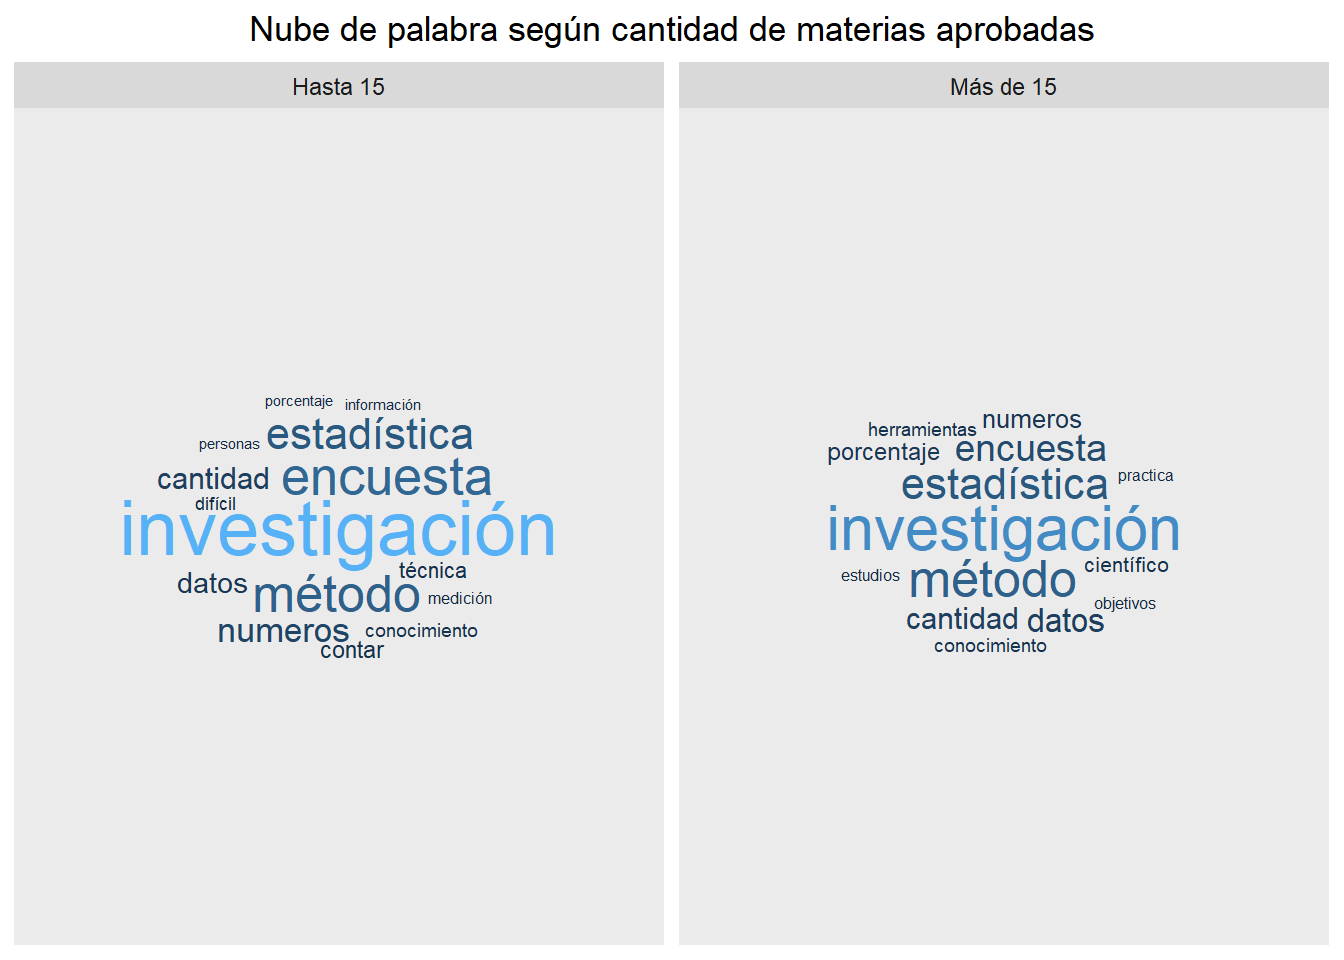 Nube de palabra según cantidad de materias aprobadas
Hasta 15
porcentaje
información
estadística
personas
encuesta
cantidad
difícil
investigación
técnica
datos
método
medición
numeros
conocimiento
contar
Más de 15
numeros
herramientas
encuesta
porcentaje
practica
estadística
investigación
científico
estudios
método
objetivos
cantidad
datos
conocimiento